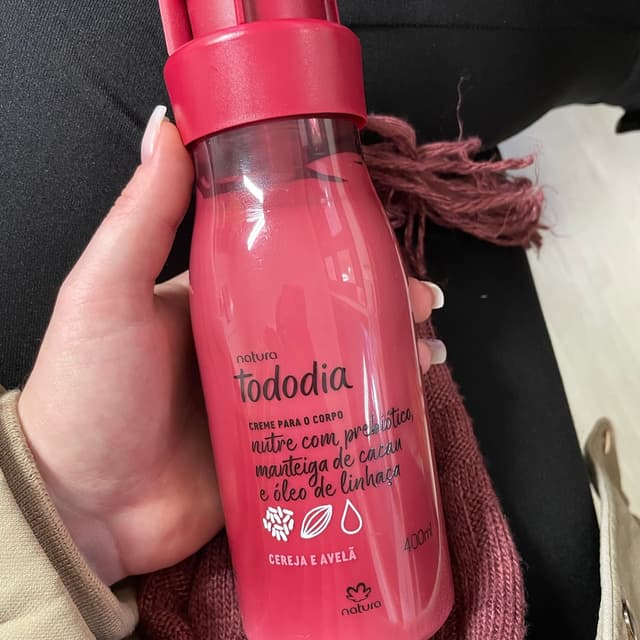 natura
tododia
CREME PARA O CORPO
nutre com prebiótico,
manteiga de cacau
e óleo de linhaça
CEREJA E AVELÃ
400ml
natura